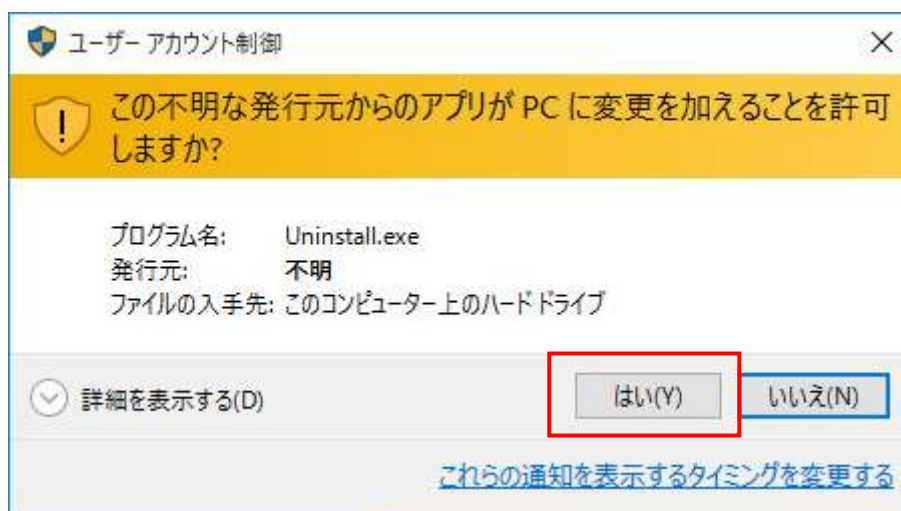 ユーザー アカウント制御
この不明な発行元からのアプリが PC に変更を加えることを許可
しますか?
プログラム名: Uninstall.exe
発行元: 不明
ファイルの入手先: このコンピューター上のハード ドライブ
詳細を表示する(D) はい(Y) いいえ(N)
これらの通知を表示するタイミングを変更する